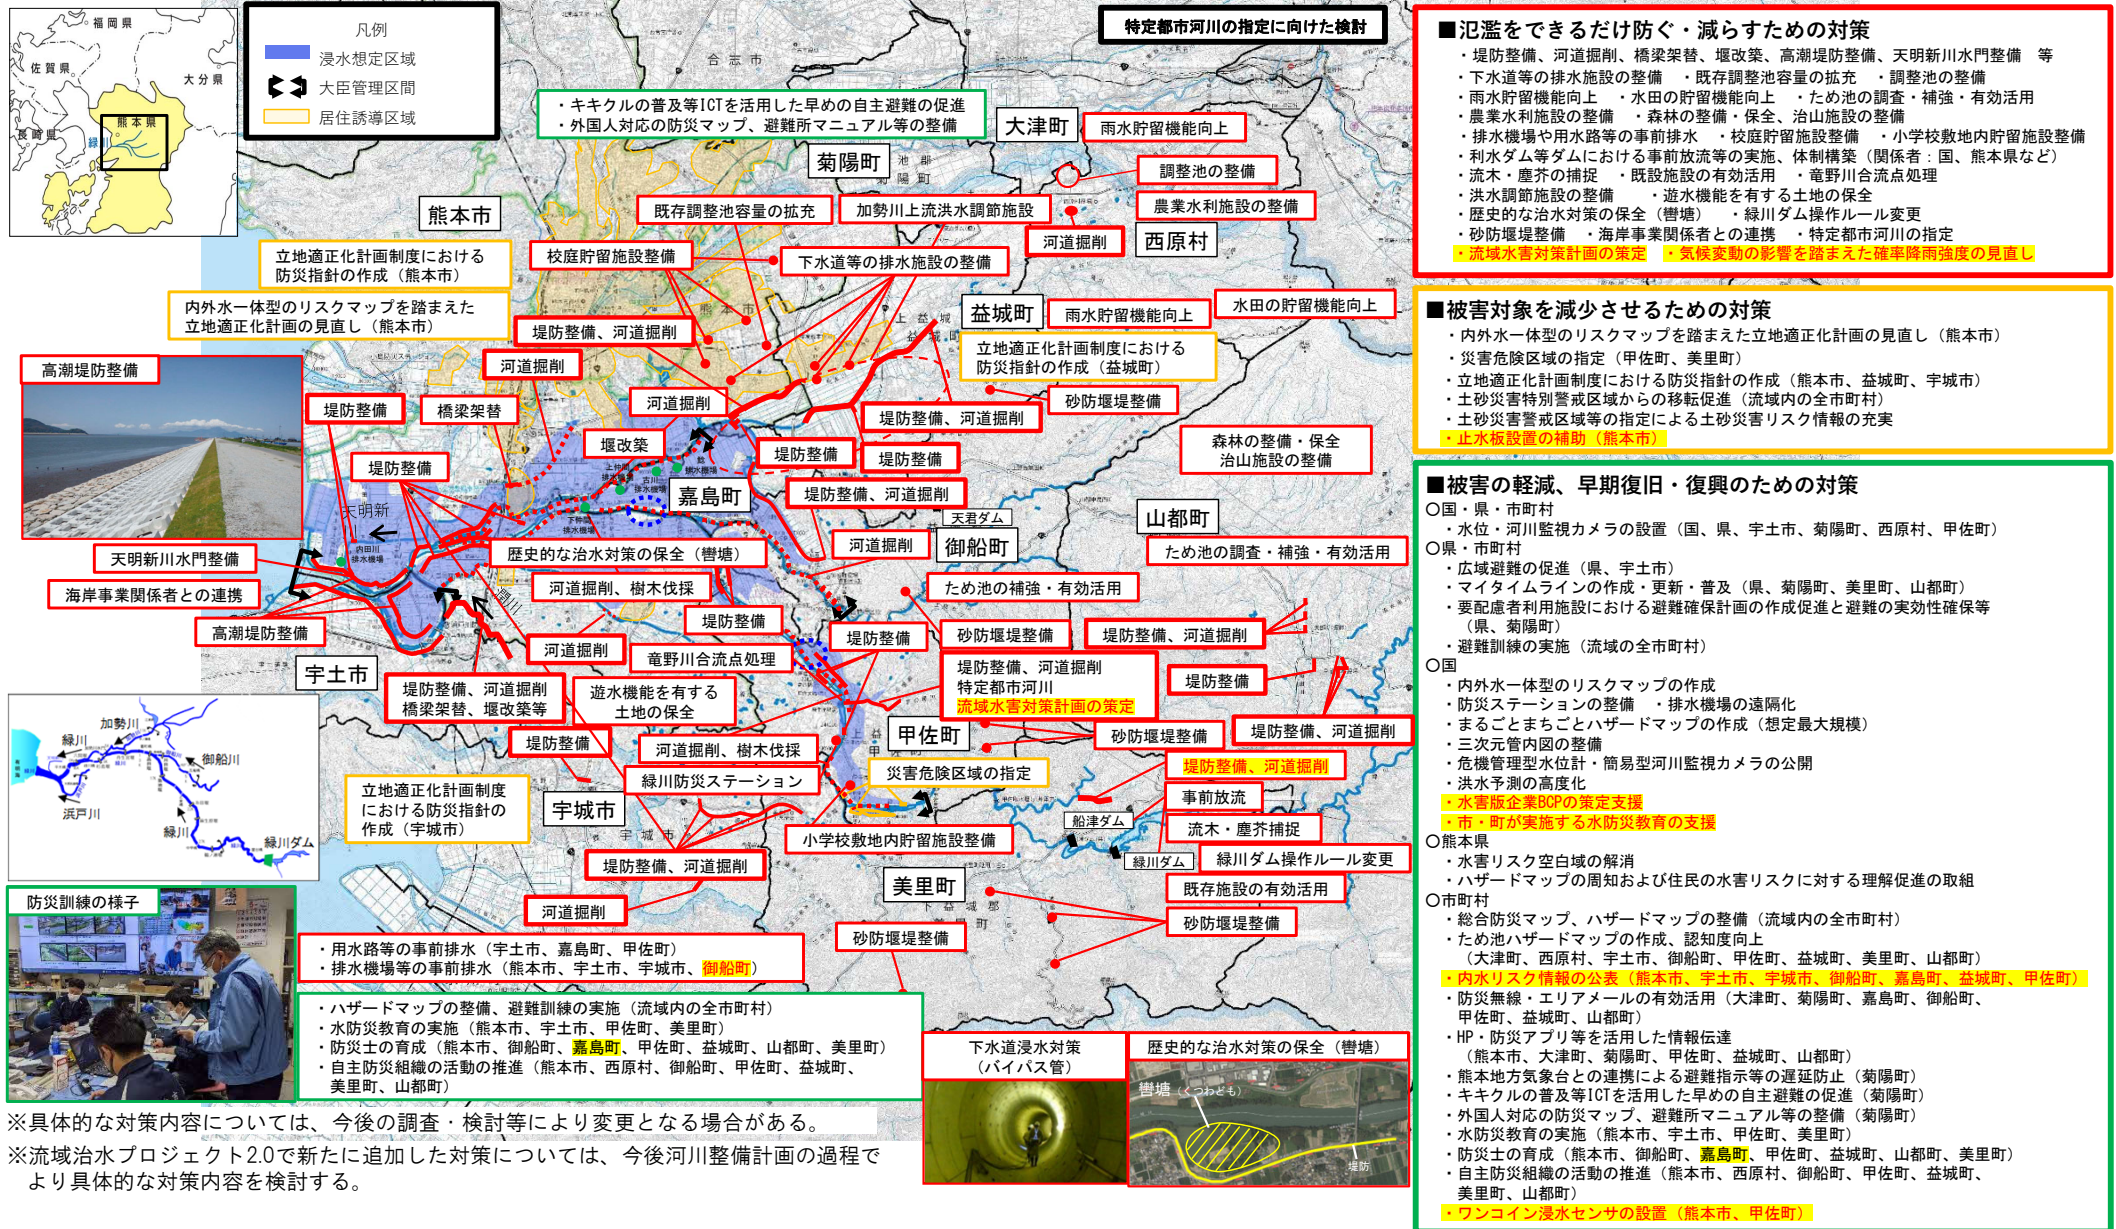 特定都市河川の指定に向けた検討
福岡県
佐賀県
大分県
長崎県
熊本県
緑川
凡例
浸水想定区域
大臣管理区間
居住誘導区域
合志市
・キキクルの普及等ICTを活用した早めの自主避難の促進
・外国人対応の防災マップ、避難所マニュアル等の整備
大津町
雨水貯留機能向上
菊陽町
調整池の整備
熊本市
既存調整池容量の拡充
加勢川上流洪水調節施設
農業水利施設の整備
河道掘削
西原村
立地適正化計画制度における
防災指針の作成（熊本市）
校庭貯留施設整備
下水道等の排水施設の整備
内外水一体型のリスクマップを踏まえた
立地適正化計画の見直し（熊本市）
堤防整備、河道掘削
熊本市
益城町
雨水貯留機能向上
水田の貯留機能向上
立地適正化計画制度における
防災指針の作成（益城町）
高潮堤防整備
河道掘削
堤防整備
橋梁架替
河道掘削
堰改築
堤防整備、河道掘削
砂防堰堤整備
堤防整備
堤防整備
堤防整備
森林の整備・保全
治山施設の整備
嘉島町
堤防整備、河道掘削
天明新
内田川
排水機場
下仲間
排水機場
天君ダム
山都町
天明新川水門整備
歴史的な治水対策の保全（轡塘）
河道掘削
御船町
ため池の調査・補強・有効活用
海岸事業関係者との連携
河道掘削、樹木伐採
ため池の補強・有効活用
高潮堤防整備
堤防整備
堤防整備
砂防堰堤整備
堤防整備、河道掘削
河道掘削
竜野川合流点処理
宇土市
堤防整備、河道掘削
橋梁架替、堰改築等
遊水機能を有する
土地の保全
堤防整備、河道掘削
特定都市河川
流域水害対策計画の策定
堤防整備
加勢川
緑川
御船川
浜戸川
緑川
緑川ダム
堤防整備
河道掘削、樹木伐採
甲佐町
砂防堰堤整備
堤防整備、河道掘削
緑川防災ステーション
災害危険区域の指定
堤防整備、河道掘削
立地適正化計画制度
における防災指針の
作成（宇城市）
宇城市
宇城市
事前放流
船津ダム
流木・塵芥捕捉
小学校敷地内貯留施設整備
緑川ダム
緑川ダム操作ルール変更
堤防整備、河道掘削
美里町
既存施設の有効活用
河道掘削
砂防堰堤整備
砂防堰堤整備
防災訓練の様子
・用水路等の事前排水（宇土市、嘉島町、甲佐町）
・排水機場等の事前排水（熊本市、宇土市、宇城市、御船町）
・ハザードマップの整備、避難訓練の実施（流域内の全市町村）
・水防災教育の実施（熊本市、宇土市、甲佐町、美里町）
・防災士の育成（熊本市、御船町、嘉島町、甲佐町、益城町、山都町、美里町）
・自主防災組織の活動の推進（熊本市、西原村、御船町、甲佐町、益城町、
美里町、山都町）
下水道浸水対策
（バイパス管）
歴史的な治水対策の保全（轡塘）
轡塘（くつわども）
堤防
※具体的な対策内容については、今後の調査・検討等により変更となる場合がある。
※流域治水プロジェクト2.0で新たに追加した対策については、今後河川整備計画の過程で
より具体的な対策内容を検討する。
■氾濫をできるだけ防ぐ・減らすための対策
・堤防整備、河道掘削、橋梁架替、堰改築、高潮堤防整備、天明新川水門整備　等
・下水道等の排水施設の整備　・既存調整池容量の拡充　・調整池の整備
・雨水貯留機能向上　・水田の貯留機能向上　・ため池の調査・補強・有効活用
・農業水利施設の整備　・森林の整備・保全、治山施設の整備
・排水機場や用水路等の事前排水　・校庭貯留施設整備　・小学校敷地内貯留施設整備
・利水ダム等ダムにおける事前放流等の実施、体制構築（関係者：国、熊本県など）
・流木・塵芥の捕捉　・既設施設の有効活用　・竜野川合流点処理
・洪水調節施設の整備　・遊水機能を有する土地の保全
・歴史的な治水対策の保全（轡塘）　・緑川ダム操作ルール変更
・砂防堰堤整備　・海岸事業関係者との連携　・特定都市河川の指定
・流域水害対策計画の策定　・気候変動の影響を踏まえた確率降雨強度の見直し
■被害対象を減少させるための対策
・内外水一体型のリスクマップを踏まえた立地適正化計画の見直し（熊本市）
・災害危険区域の指定（甲佐町、美里町）
・立地適正化計画制度における防災指針の作成（熊本市、益城町、宇城市）
・土砂災害特別警戒区域からの移転促進（流域内の全市町村）
・土砂災害警戒区域等の指定による土砂災害リスク情報の充実
・止水板設置の補助（熊本市）
■被害の軽減、早期復旧・復興のための対策
〇国・県・市町村
・水位・河川監視カメラの設置（国、県、宇土市、菊陽町、西原村、甲佐町）
〇県・市町村
・広域避難の促進（県、宇土市）
・マイタイムラインの作成・更新・普及（県、菊陽町、美里町、山都町）
・要配慮者利用施設における避難確保計画の作成促進と避難の実効性確保等
（県、菊陽町）
・避難訓練の実施（流域の全市町村）
〇国
・内外水一体型のリスクマップの作成
・防災ステーションの整備　・排水機場の遠隔化
・まるごとまちごとハザードマップの作成（想定最大規模）
・三次元管内図の整備
・危機管理型水位計・簡易型河川監視カメラの公開
・洪水予測の高度化
・水害版企業BCPの策定支援
・市・町が実施する水防災教育の支援
〇熊本県
・水害リスク空白域の解消
・ハザードマップの周知および住民の水害リスクに対する理解促進の取組
〇市町村
・総合防災マップ、ハザードマップの整備（流域内の全市町村）
・ため池ハザードマップの作成、認知度向上
（大津町、西原村、宇土市、御船町、甲佐町、益城町、美里町、山都町）
・内水リスク情報の公表（熊本市、宇土市、宇城市、御船町、嘉島町、益城町、甲佐町）
・防災無線・エリアメールの有効活用（大津町、菊陽町、嘉島町、御船町、
甲佐町、益城町、山都町）
・HP・防災アプリ等を活用した情報伝達
（熊本市、大津町、菊陽町、甲佐町、益城町、山都町）
・熊本地方気象台との連携による避難指示等の遅延防止（菊陽町）
・キキクルの普及等ICTを活用した早めの自主避難の促進（菊陽町）
・外国人対応の防災マップ、避難所マニュアル等の整備（菊陽町）
・水防災教育の実施（熊本市、宇土市、甲佐町、美里町）
・防災士の育成（熊本市、御船町、嘉島町、甲佐町、益城町、山都町、美里町）
・自主防災組織の活動の推進（熊本市、西原村、御船町、甲佐町、益城町、
美里町、山都町）
・ワンコイン浸水センサの設置（熊本市、甲佐町）